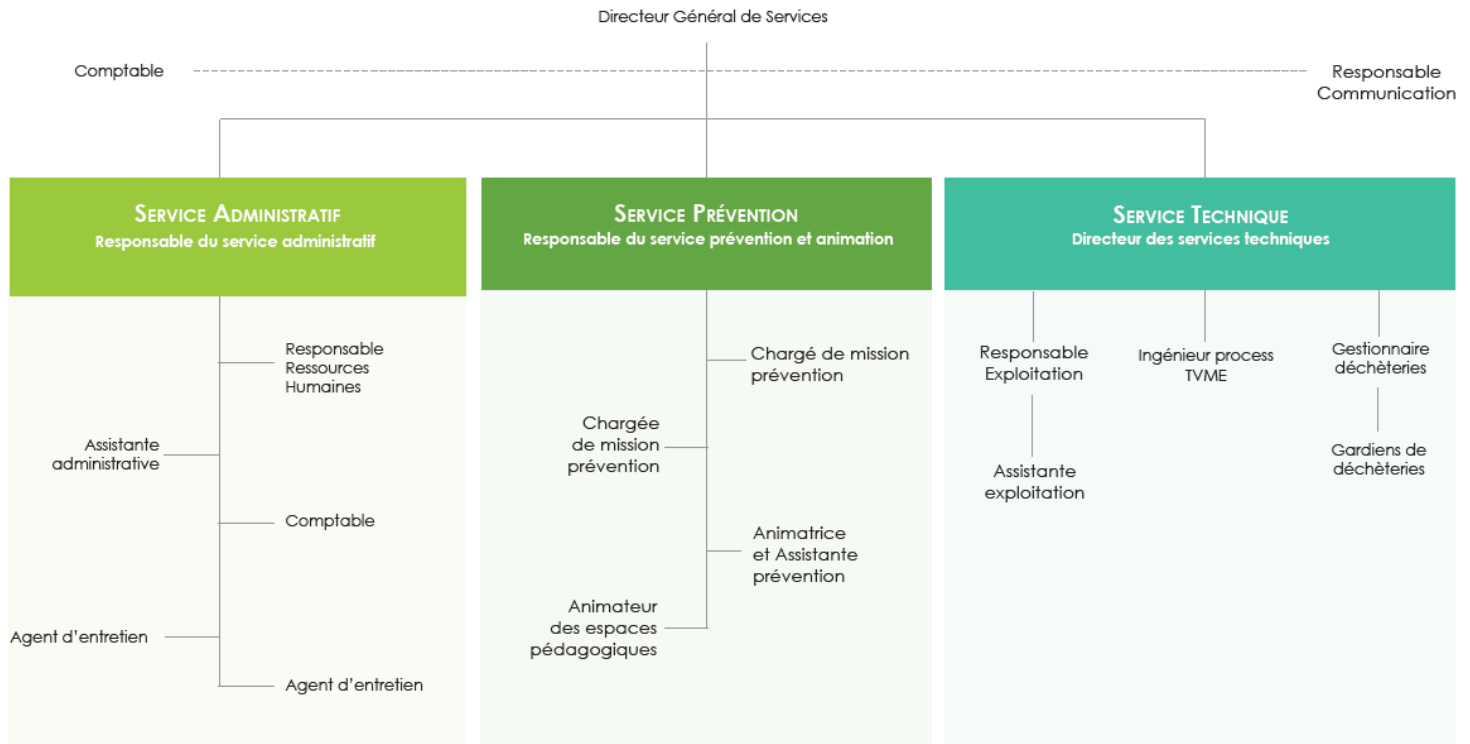 Directeur Général de Services
Comptable
Responsable
Communication
Service Administratif
Responsable du service administratif
Responsable
Ressources
Humaines
Assistante
administrative
Comptable
Agent d’entretien
Agent d’entretien
Service Prévention
Responsable du service prévention et animation
Chargé de mission
prévention
Chargée
de mission
prévention
Animatrice
et Assistante
prévention
Animateur
des espaces
pédagogiques
Service Technique
Directeur des services techniques
Responsable
Exploitation
Assistante
exploitation
Ingénieur process
TVME
Gestionnaire
déchèteries
Gardiens de
déchèteries